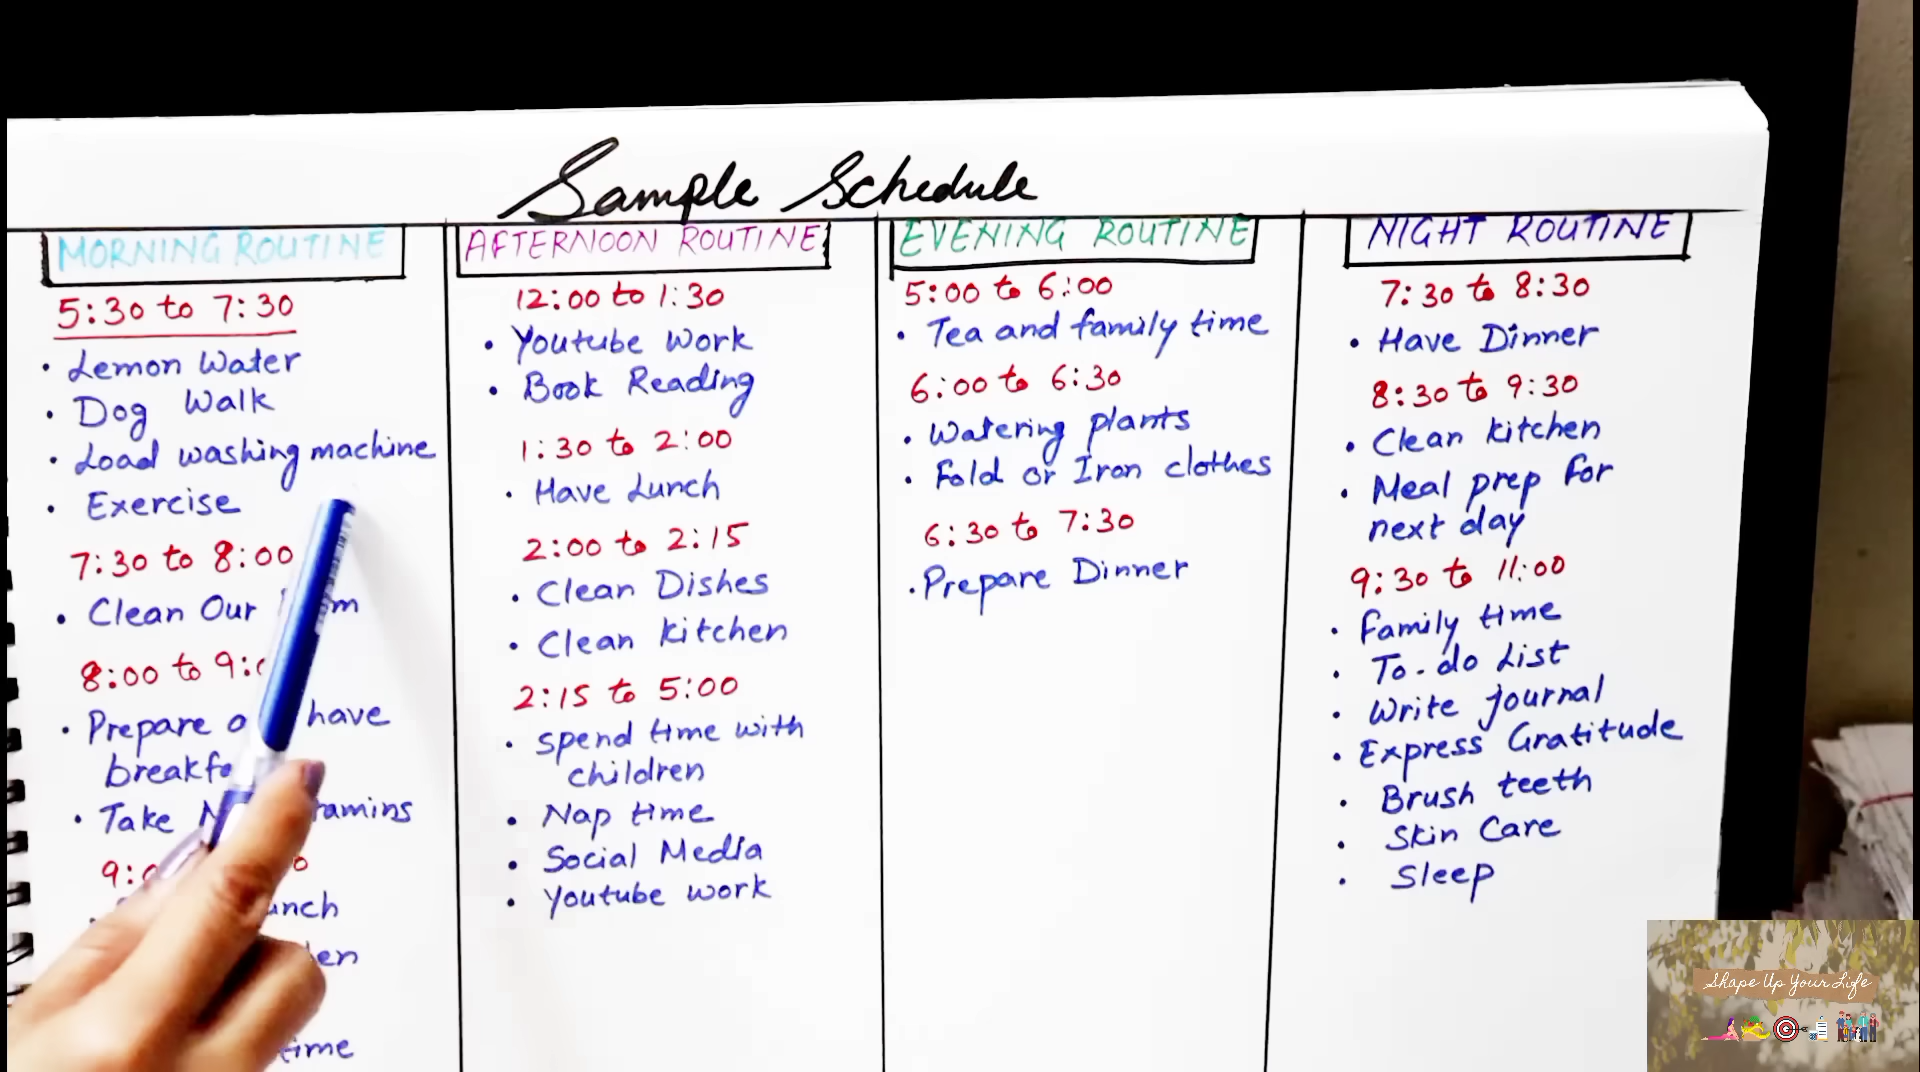 Sample Schedule
MORNING ROUTINE
5:30 to 7:30
• Lemon Water
• Dog Walk
• Load washing machine
• Exercise
7:30 to 8:00
• Clean Our
8:00 to
• Prepare have
• Take
time
AFTERNOON ROUTINE
12:00 to 1:30
• Youtube Work
• Book Reading
1:30 to 2:00
• Have Lunch
2:00 to 2:15
• Clean Dishes
• Clean kitchen
2:15 to 5:00
• Spend time with
children
• Nap time
• Social Media
• Youtube work
EVENING ROUTINE
5:00 to 6:00
• Tea and family time
6:00 to 6:30
• Watering plants
• Fold or Iron clothes
6:30 to 7:30
• Prepare Dinner
NIGHT ROUTINE
7:30 to 8:30
• Have Dinner
8:30 to 9:30
• Clean kitchen
• Meal prep for
next day
9:30 to 11:00
• Family time
• To-do List
• Write journal
• Express Gratitude
• Brush teeth
• Skin Care
• Sleep
Shape Up Your Life